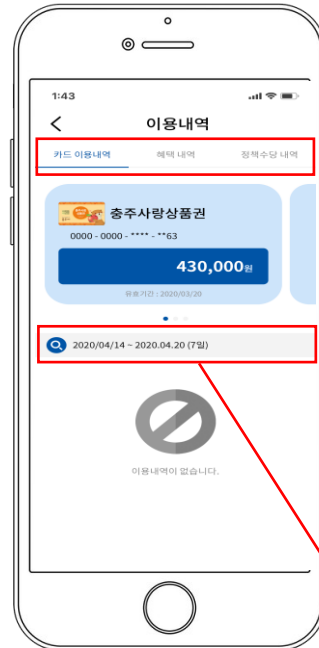 1:43
이용내역
카드 이용내역 혜택 내역 정책수당 내역
충주사랑상품권
0000 - 0000 - **** - **63
430,000원
유효기간 : 2020/03/20
2020/04/14 ~ 2020.04.20 (7일)
이용내역이 없습니다.